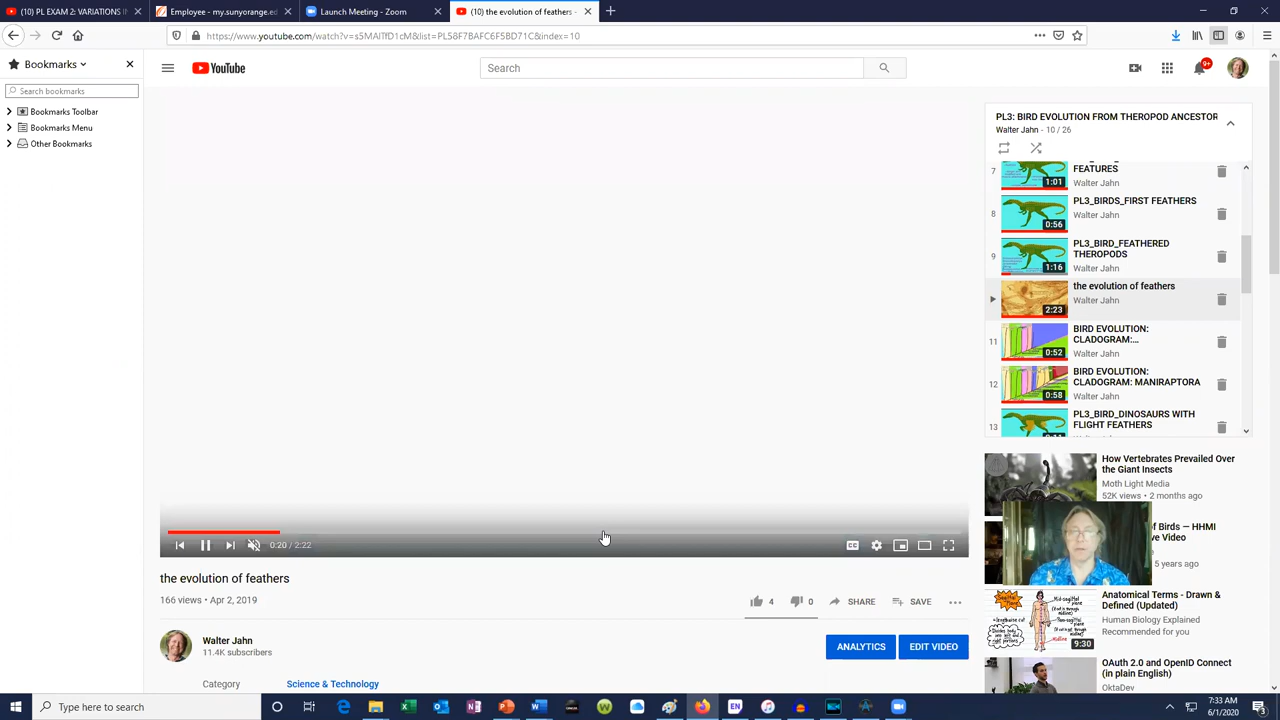 (10) PL EXAM 2: VARIATIONS IN
Employee - my.sunyorange.ed
Launch Meeting - Zoom
(10) the evolution of feathers -
https://www.youtube.com/watch?v=s5MAlTfD1cM&list=PL58F7BAFC6F5BD71C&index=10
Bookmarks
Search bookmarks
Bookmarks Toolbar
Bookmarks Menu
Other Bookmarks
YouTube
Search
9+
PL3: BIRD EVOLUTION FROM THEROPOD ANCESTOR
Walter Jahn - 10 / 26
7
FEATURES
Walter Jahn
1:01
8
PL3_BIRDS_FIRST FEATHERS
Walter Jahn
0:56
9
PL3_BIRD_FEATHERED
THEROPODS
Walter Jahn
1:16
the evolution of feathers
Walter Jahn
2:23
11
BIRD EVOLUTION:
CLADOGRAM:...
Walter Jahn
0:52
12
BIRD EVOLUTION:
CLADOGRAM: MANIRAPTORA
Walter Jahn
0:58
13
PL3_BIRD_DINOSAURS WITH
FLIGHT FEATHERS
0:20 / 2:22
CC
the evolution of feathers
166 views • Apr 2, 2019
4
0
SHARE
SAVE
Walter Jahn
11.4K subscribers
ANALYTICS
EDIT VIDEO
Category
Science & Technology
How Vertebrates Prevailed Over
the Giant Insects
Moth Light Media
52K views • 2 months ago
of Birds — HHMI
ve Video
5 years ago
Anatomical Terms - Drawn &
Defined (Updated)
Human Biology Explained
Recommended for you
9:30
OAuth 2.0 and OpenID Connect
(in plain English)
OktaDev
Type here to search
7:33 AM
6/1/2020